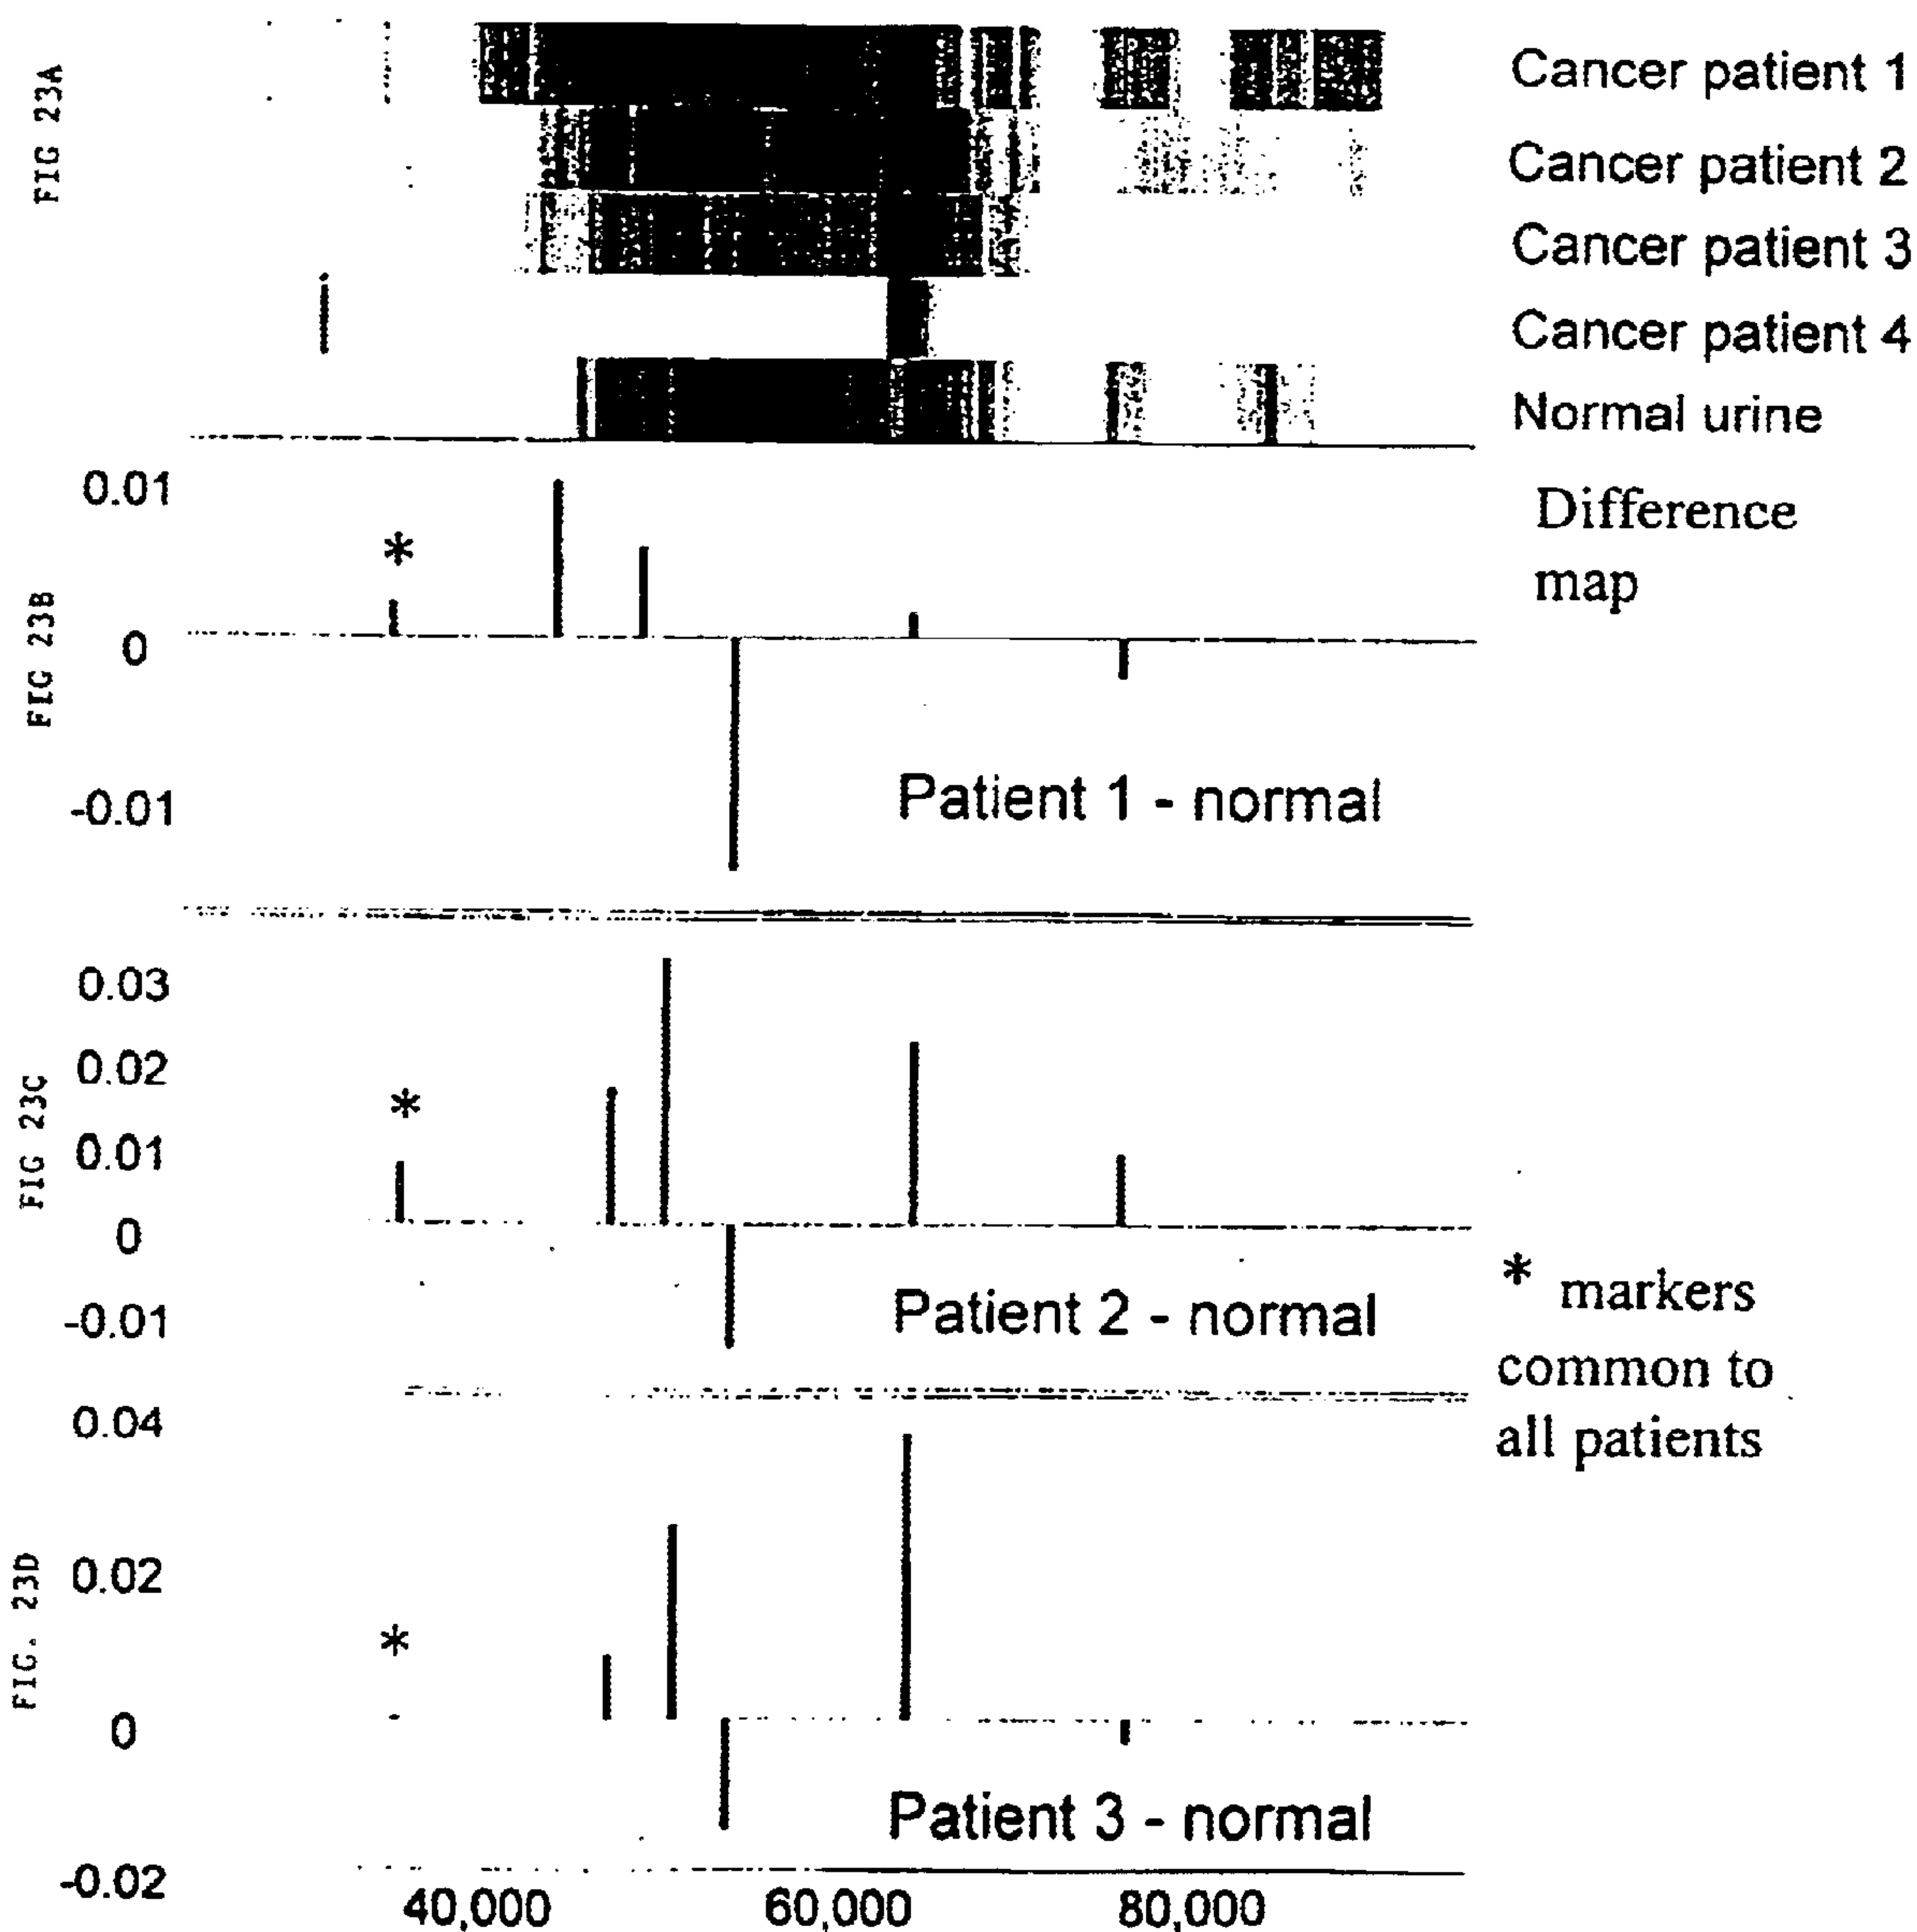 FIG 23A
Cancer patient 1
Cancer patient 2
Cancer patient 3
Cancer patient 4
Normal urine
Difference
map
FIG 23B
0.01
*
0
-0.01
Patient 1 - normal
FIG 23C
0.03
0.02
*
0.01
0
-0.01
Patient 2 - normal
* markers
common to
all patients
FIG. 23D
0.04
0.02
*
0
Patient 3 - normal
-0.02
40,000 60,000 80,000